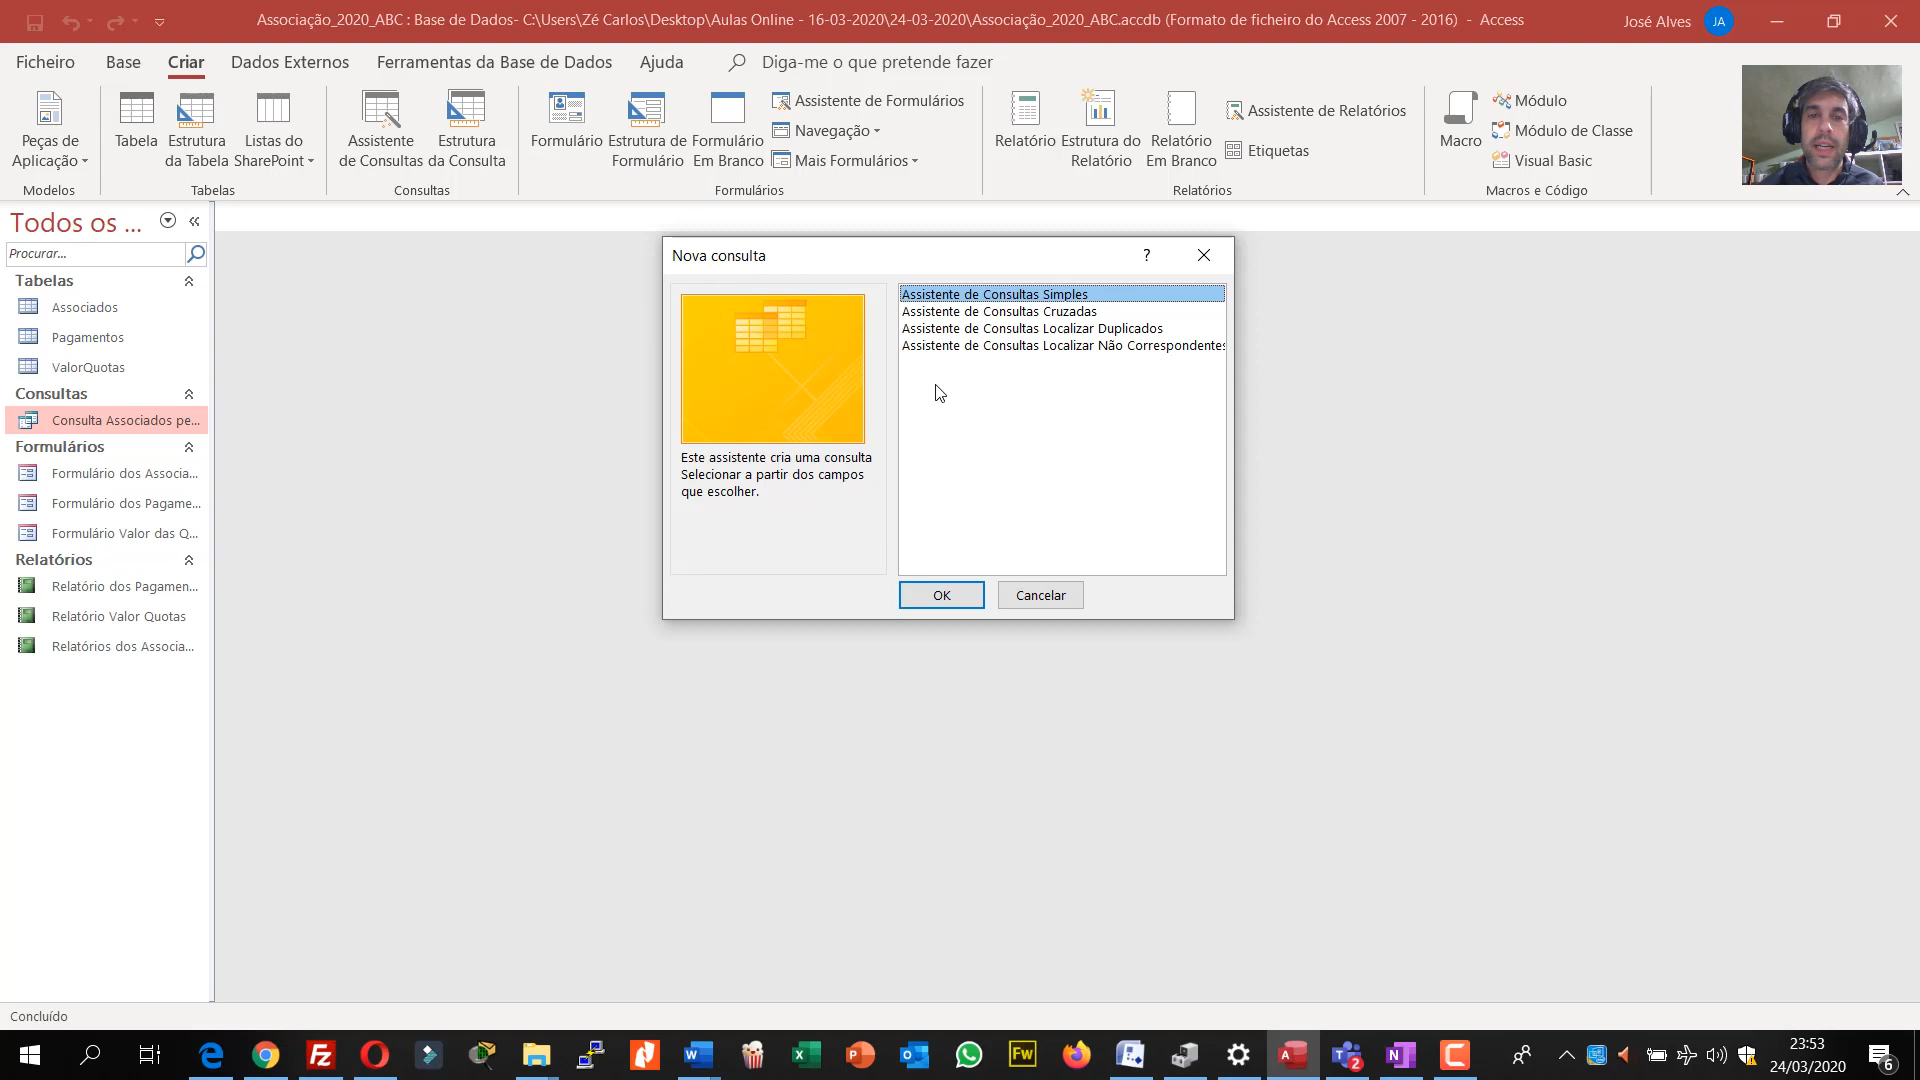 Associação_2020_ABC : Base de Dados- C:\Users\Zé Carlos\Desktop\Aulas Online - 16-03-2020\24-03-2020\Associação_2020_ABC.accdb (Formato de ficheiro do Access 2007 - 2016) - Access
José Alves
JA
Ficheiro
Base
Criar
Dados Externos
Ferramentas da Base de Dados
Ajuda
Diga-me o que pretende fazer
Peças de Aplicação
Modelos
Tabela
Estrutura da Tabela
Listas do SharePoint
Tabelas
Assistente de Consultas
Estrutura da Consulta
Consultas
Formulário
Estrutura de Formulário
Formulário Em Branco
Assistente de Formulários
Navegação
Mais Formulários
Formulários
Relatório
Estrutura do Relatório
Relatório Em Branco
Assistente de Relatórios
Etiquetas
Relatórios
Macro
Módulo
Módulo de Classe
Visual Basic
Macros e Código
Todos os ...
Procurar...
Tabelas
Associados
Pagamentos
ValorQuotas
Consultas
Consulta Associados pe...
Formulários
Formulário dos Associa...
Formulário dos Pagame...
Formulário Valor das Q...
Relatórios
Relatório dos Pagamen...
Relatório Valor Quotas
Relatórios dos Associa...
Nova consulta
?
Assistente de Consultas Simples
Assistente de Consultas Cruzadas
Assistente de Consultas Localizar Duplicados
Assistente de Consultas Localizar Não Correspondentes
Este assistente cria uma consulta
Selecionar a partir dos campos
que escolher.
OK
Cancelar
Concluído
23:53
24/03/2020
6